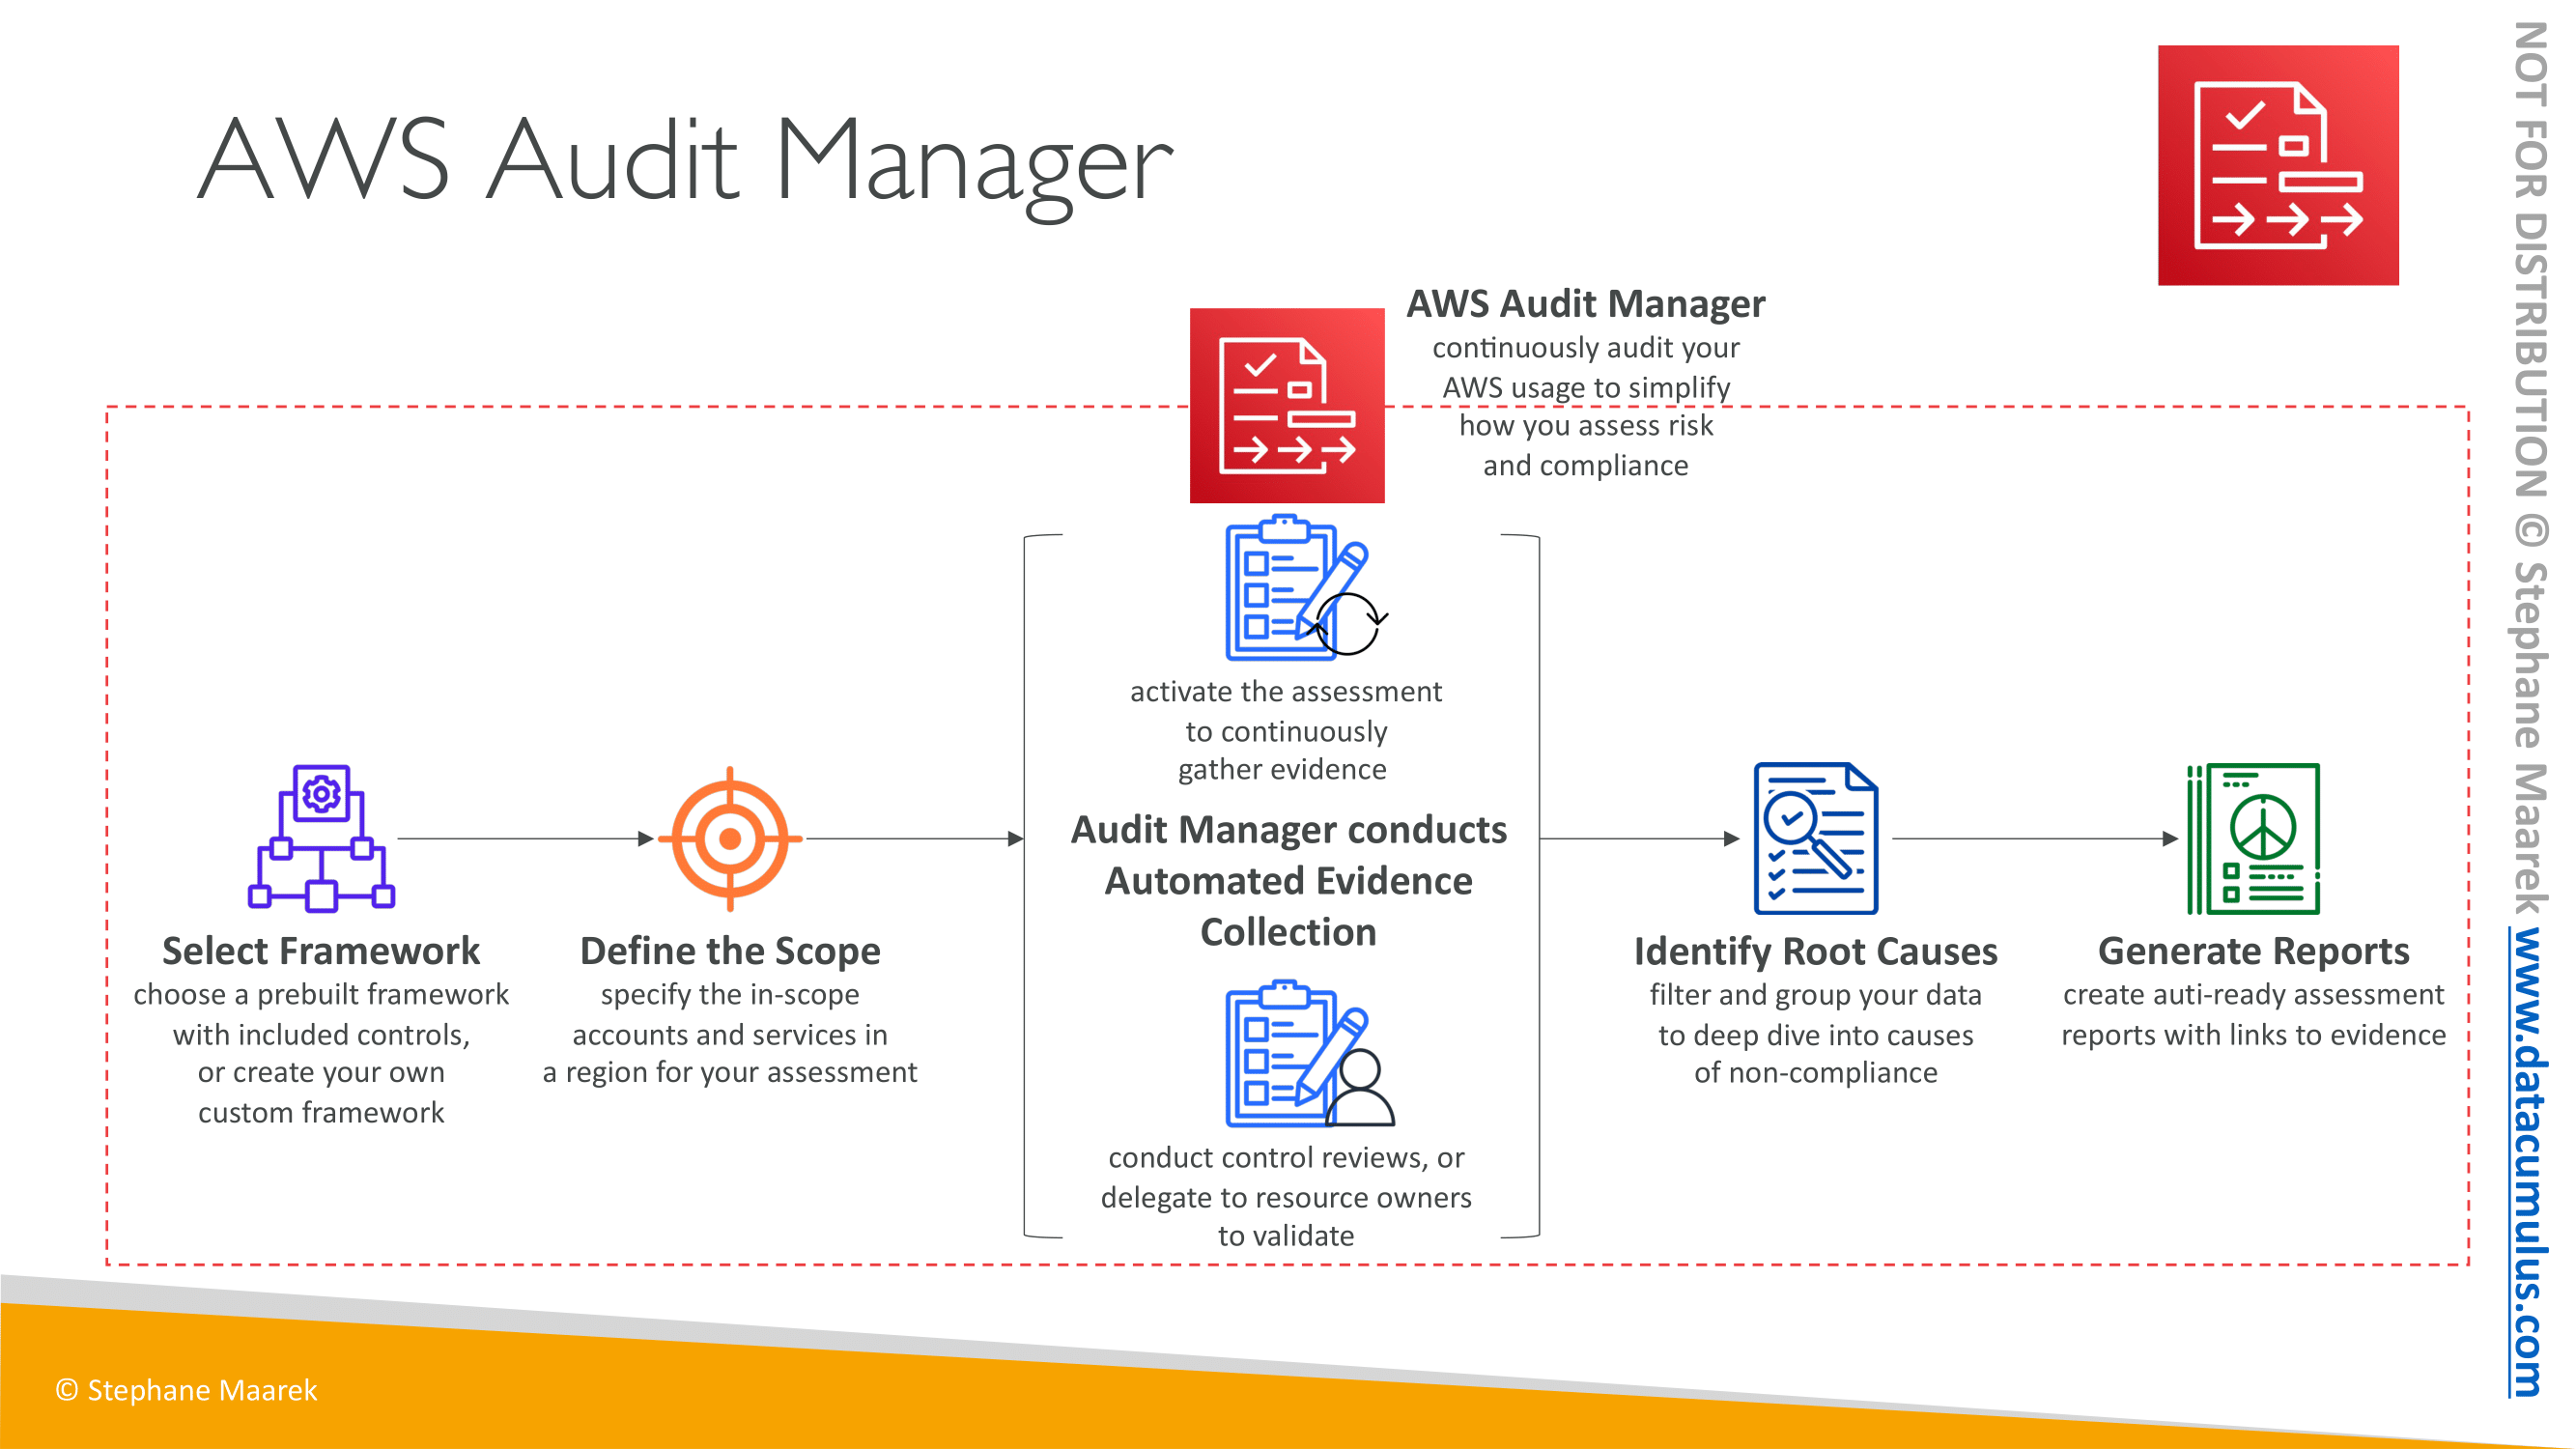 AWS Audit Manager
AWS Audit Manager
continuously audit your
AWS usage to simplify
how you assess risk
and compliance
Select Framework
choose a prebuilt framework
with included controls,
or create your own
custom framework
Define the Scope
specify the in-scope
accounts and services in
a region for your assessment
activate the assessment
to continuously
gather evidence
Audit Manager conducts
Automated Evidence
Collection
conduct control reviews, or
delegate to resource owners
to validate
Identify Root Causes
filter and group your data
to deep dive into causes
of non-compliance
Generate Reports
create auti-ready assessment
reports with links to evidence
© Stephane Maarek
NOT FOR DISTRIBUTION © Stephane Maarek www.datacumulus.com